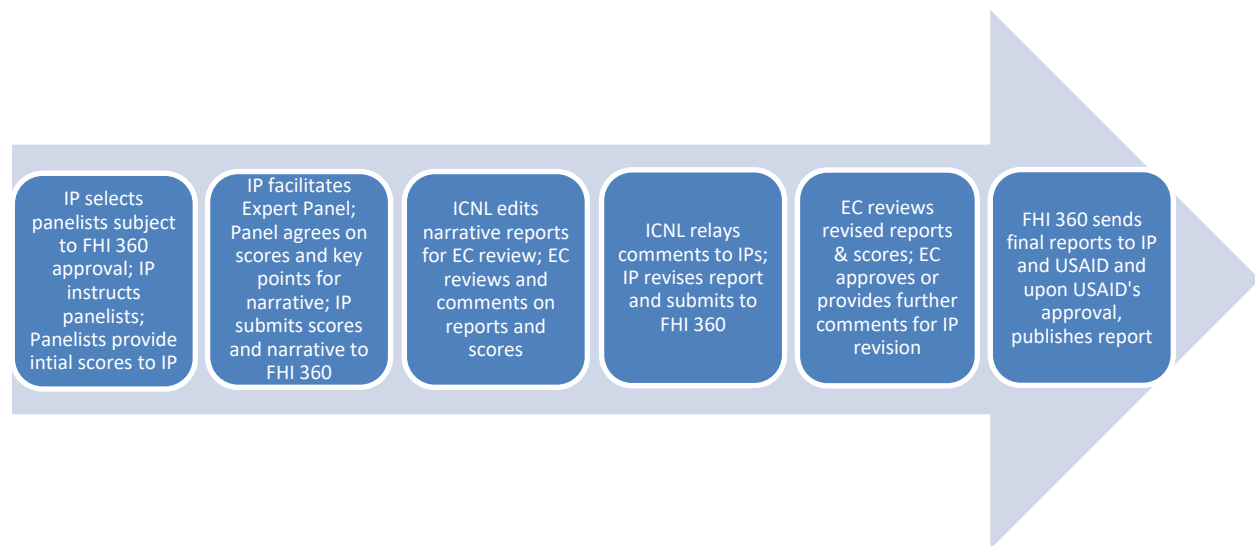 IP selects
panelists subject
to FHI 360
approval; IP
instructs
panelists;
Panelists provide
intial scores to IP
IP facilitates
Expert Panel;
Panel agrees on
scores and key
points for
narrative; IP
submits scores
and narrative to
FHI 360
ICNL edits
narrative reports
for EC review; EC
reviews and
comments on
reports and
scores
ICNL relays
comments to IPs;
IP revises report
and submits to
FHI 360
EC reviews
revised reports
& scores; EC
approves or
provides further
comments for IP
revision
FHI 360 sends
final reports to IP
and USAID and
upon USAID's
approval,
publishes report